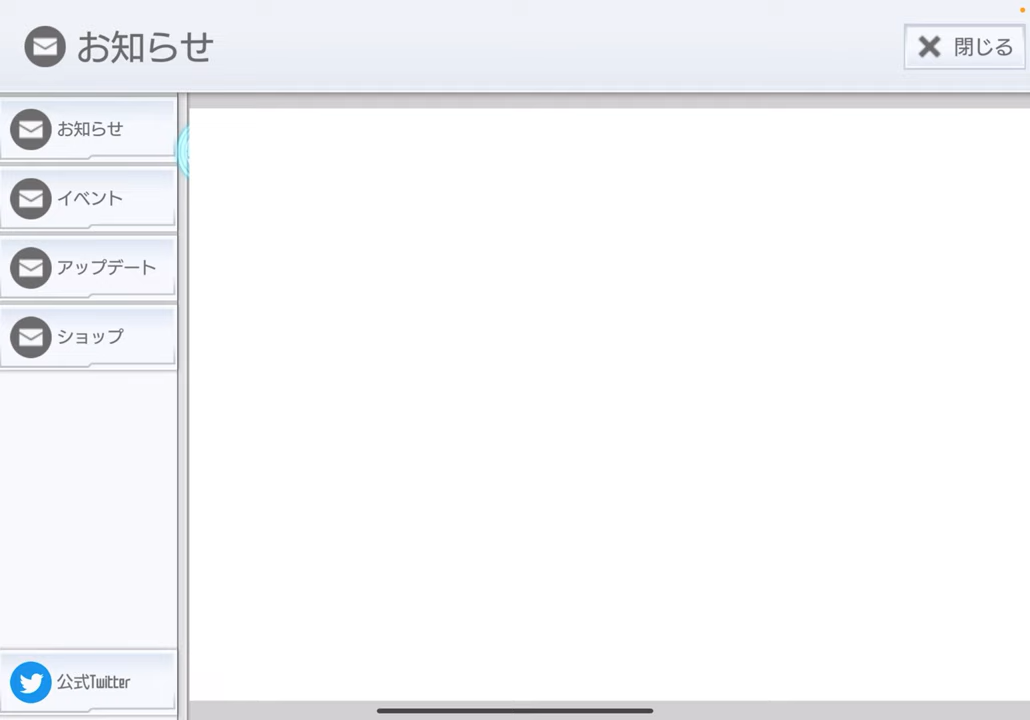 お知らせ
閉じる
お知らせ
イベント
アップデート
ショップ
公式Twitter